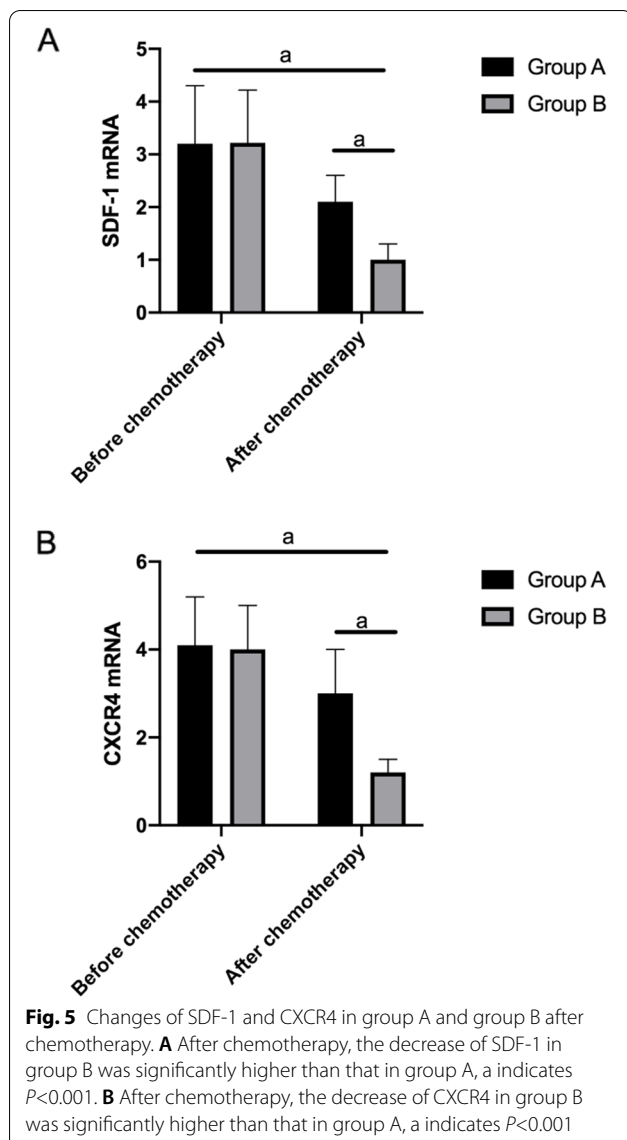 A
a
5
Group A
Group B
4
a
3
SDF-1 mRNA
2
1
0
Before chemotherapy
After chemotherapy
B
a
6
Group A
Group B
a
4
CXCR4 mRNA
2
0
Before chemotherapy
After chemotherapy
Fig. 5 Changes of SDF-1 and CXCR4 in group A and group B after
chemotherapy. A After chemotherapy, the decrease of SDF-1 in
group B was significantly higher than that in group A, a indicates
P<0.001. B After chemotherapy, the decrease of CXCR4 in group B
was significantly higher than that in group A, a indicates P<0.001